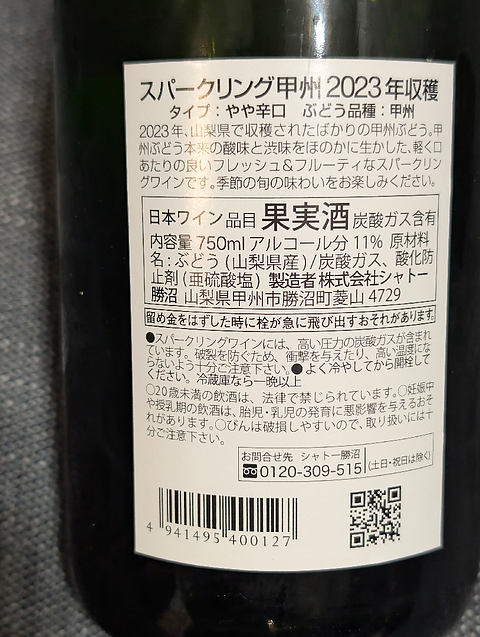 スパークリング甲州 2023年収穫
タイプ：やや辛口　ぶどう品種：甲州
2023年、山梨県で収穫されたばかりの甲州ぶどう。甲
州ぶどう本来の酸味と渋味をほのかに生かした、軽く口
あたりの良いフレッシュ&フルーティなスパークリン
グワインです。季節の旬の味わいをお楽しみください。
日本ワイン 品目 果実酒 炭酸ガス含有
内容量 750ml アルコール分 11% 原材料
名：ぶどう(山梨県産)/炭酸ガス、酸化防
止剤(亜硫酸塩) 製造者 株式会社シャトー
勝沼 山梨県甲州市勝沼町菱山 4729
留め金をはずした時に栓が急に飛び出すおそれがあります。
●スパークリングワインには、高い圧力の炭酸ガスが含まれ
ています。破裂を防ぐため、衝撃を与えたり、高い温度にな
らないよう十分ご注意下さい。●よく冷やしてから開栓して
ください。冷蔵庫なら一晩以上
○20歳未満の飲酒は、法律で禁じられています。○妊娠中
や授乳期の飲酒は、胎児・乳児の発育に悪影響を与えるおそ
れがあります。○びんは破損しやすいので、取り扱いには十
分ご注意下さい。
お問合せ先 シャトー勝沼
0120-309-515 (土日・祝日は除く)
4 941495 400127